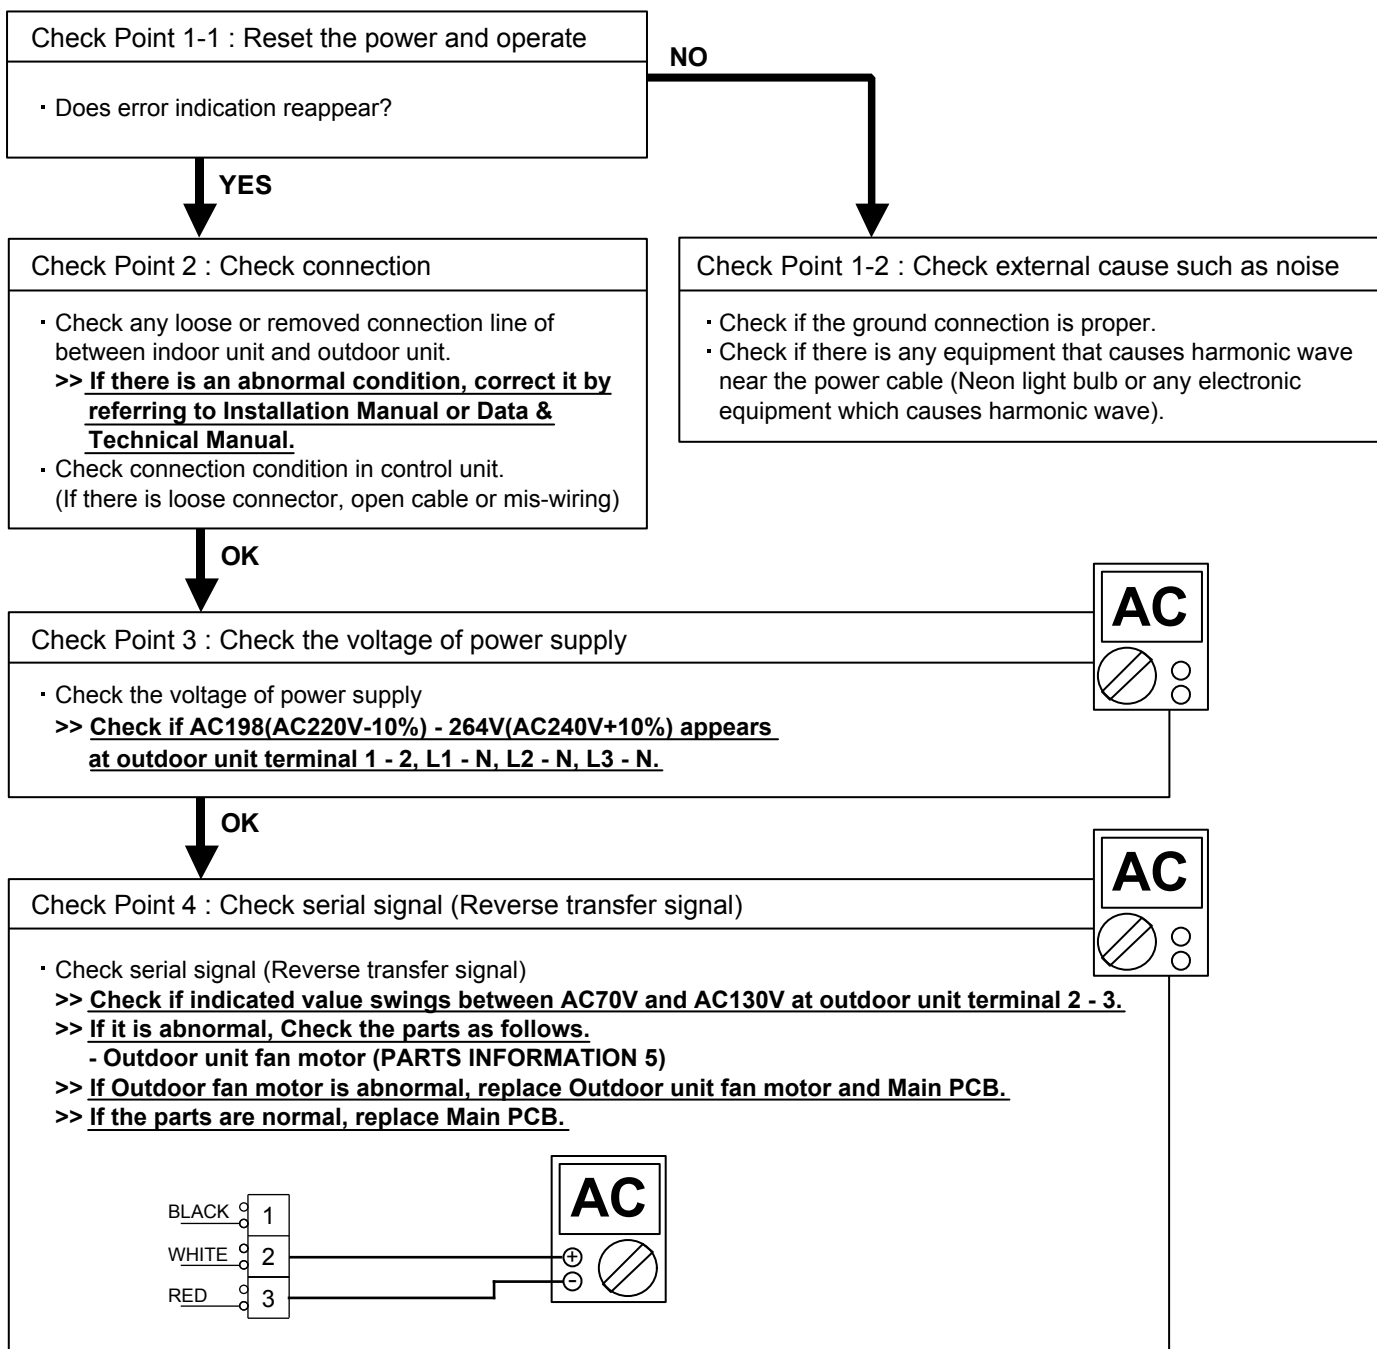 Check Point 1-1 : Reset the power and operate
・Does error indication reappear?
NO
YES
Check Point 2 : Check connection
・Check any loose or removed connection line of
between indoor unit and outdoor unit.
>> If there is an abnormal condition, correct it by
referring to Installation Manual or Data &
Technical Manual.
・Check connection condition in control unit.
(If there is loose connector, open cable or mis-wiring)
Check Point 1-2 : Check external cause such as noise
・Check if the ground connection is proper.
・Check if there is any equipment that causes harmonic wave
near the power cable (Neon light bulb or any electronic
equipment which causes harmonic wave).
OK
Check Point 3 : Check the voltage of power supply
AC
・Check the voltage of power supply
>> Check if AC198(AC220V-10%) - 264V(AC240V+10%) appears
at outdoor unit terminal 1 - 2, L1 - N, L2 - N, L3 - N.
OK
Check Point 4 : Check serial signal (Reverse transfer signal)
AC
・Check serial signal (Reverse transfer signal)
>> Check if indicated value swings between AC70V and AC130V at outdoor unit terminal 2 - 3.
>> If it is abnormal, Check the parts as follows.
- Outdoor unit fan motor (PARTS INFORMATION 5)
>> If Outdoor fan motor is abnormal, replace Outdoor unit fan motor and Main PCB.
>> If the parts are normal, replace Main PCB.
AC
BLACK 1
WHITE 2 +
RED 3 -